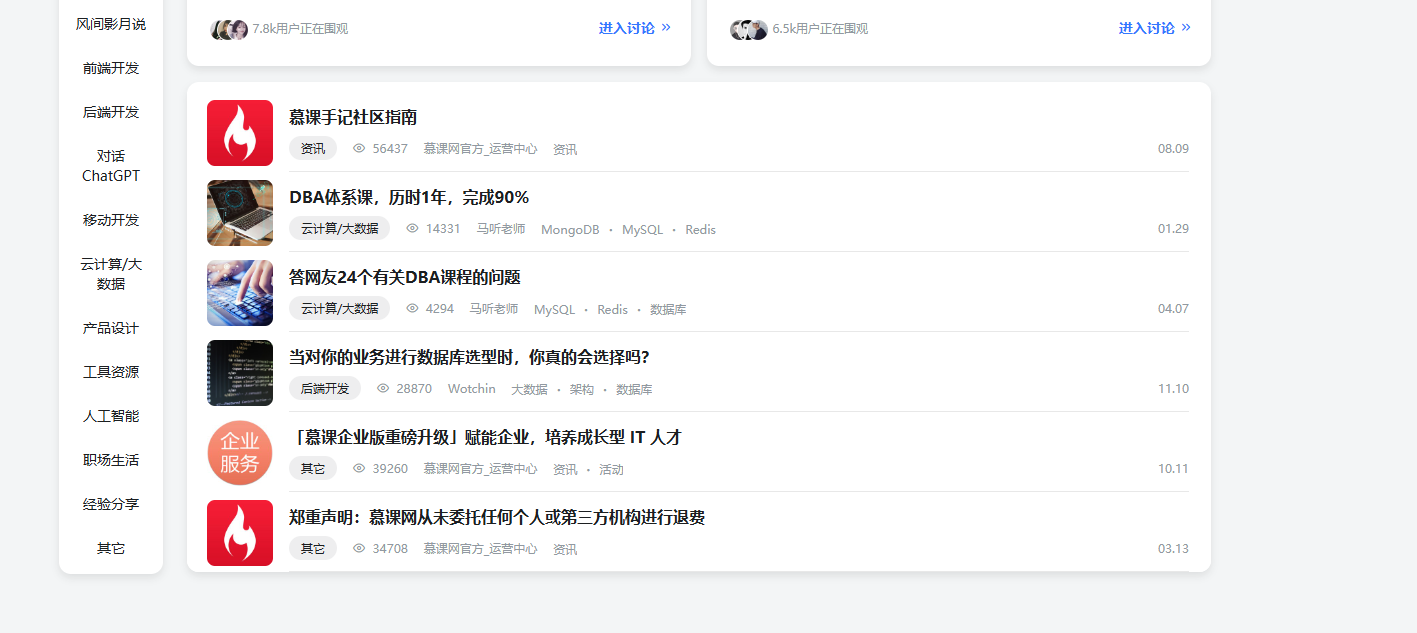 风间影月说
前端开发
后端开发
对话
ChatGPT
移动开发
云计算/大
数据
产品设计
工具资源
人工智能
职场生活
经验分享
其它
7.8k用户正在围观 进入讨论 »
6.5k用户正在围观 进入讨论 »
慕课手记社区指南
资讯 56437 慕课网官方_运营中心 资讯 08.09
DBA体系课，历时1年，完成90%
云计算/大数据 14331 马听老师 MongoDB · MySQL · Redis 01.29
答网友24个有关DBA课程的问题
云计算/大数据 4294 马听老师 MySQL · Redis · 数据库 04.07
当对你的业务进行数据库选型时，你真的会选择吗？
后端开发 28870 Wotchin 大数据 · 架构 · 数据库 11.10
企业
服务
「慕课企业版重磅升级」赋能企业，培养成长型 IT 人才
其它 39260 慕课网官方_运营中心 资讯 · 活动 10.11
郑重声明：慕课网从未委托任何个人或第三方机构进行退费
其它 34708 慕课网官方_运营中心 资讯 03.13